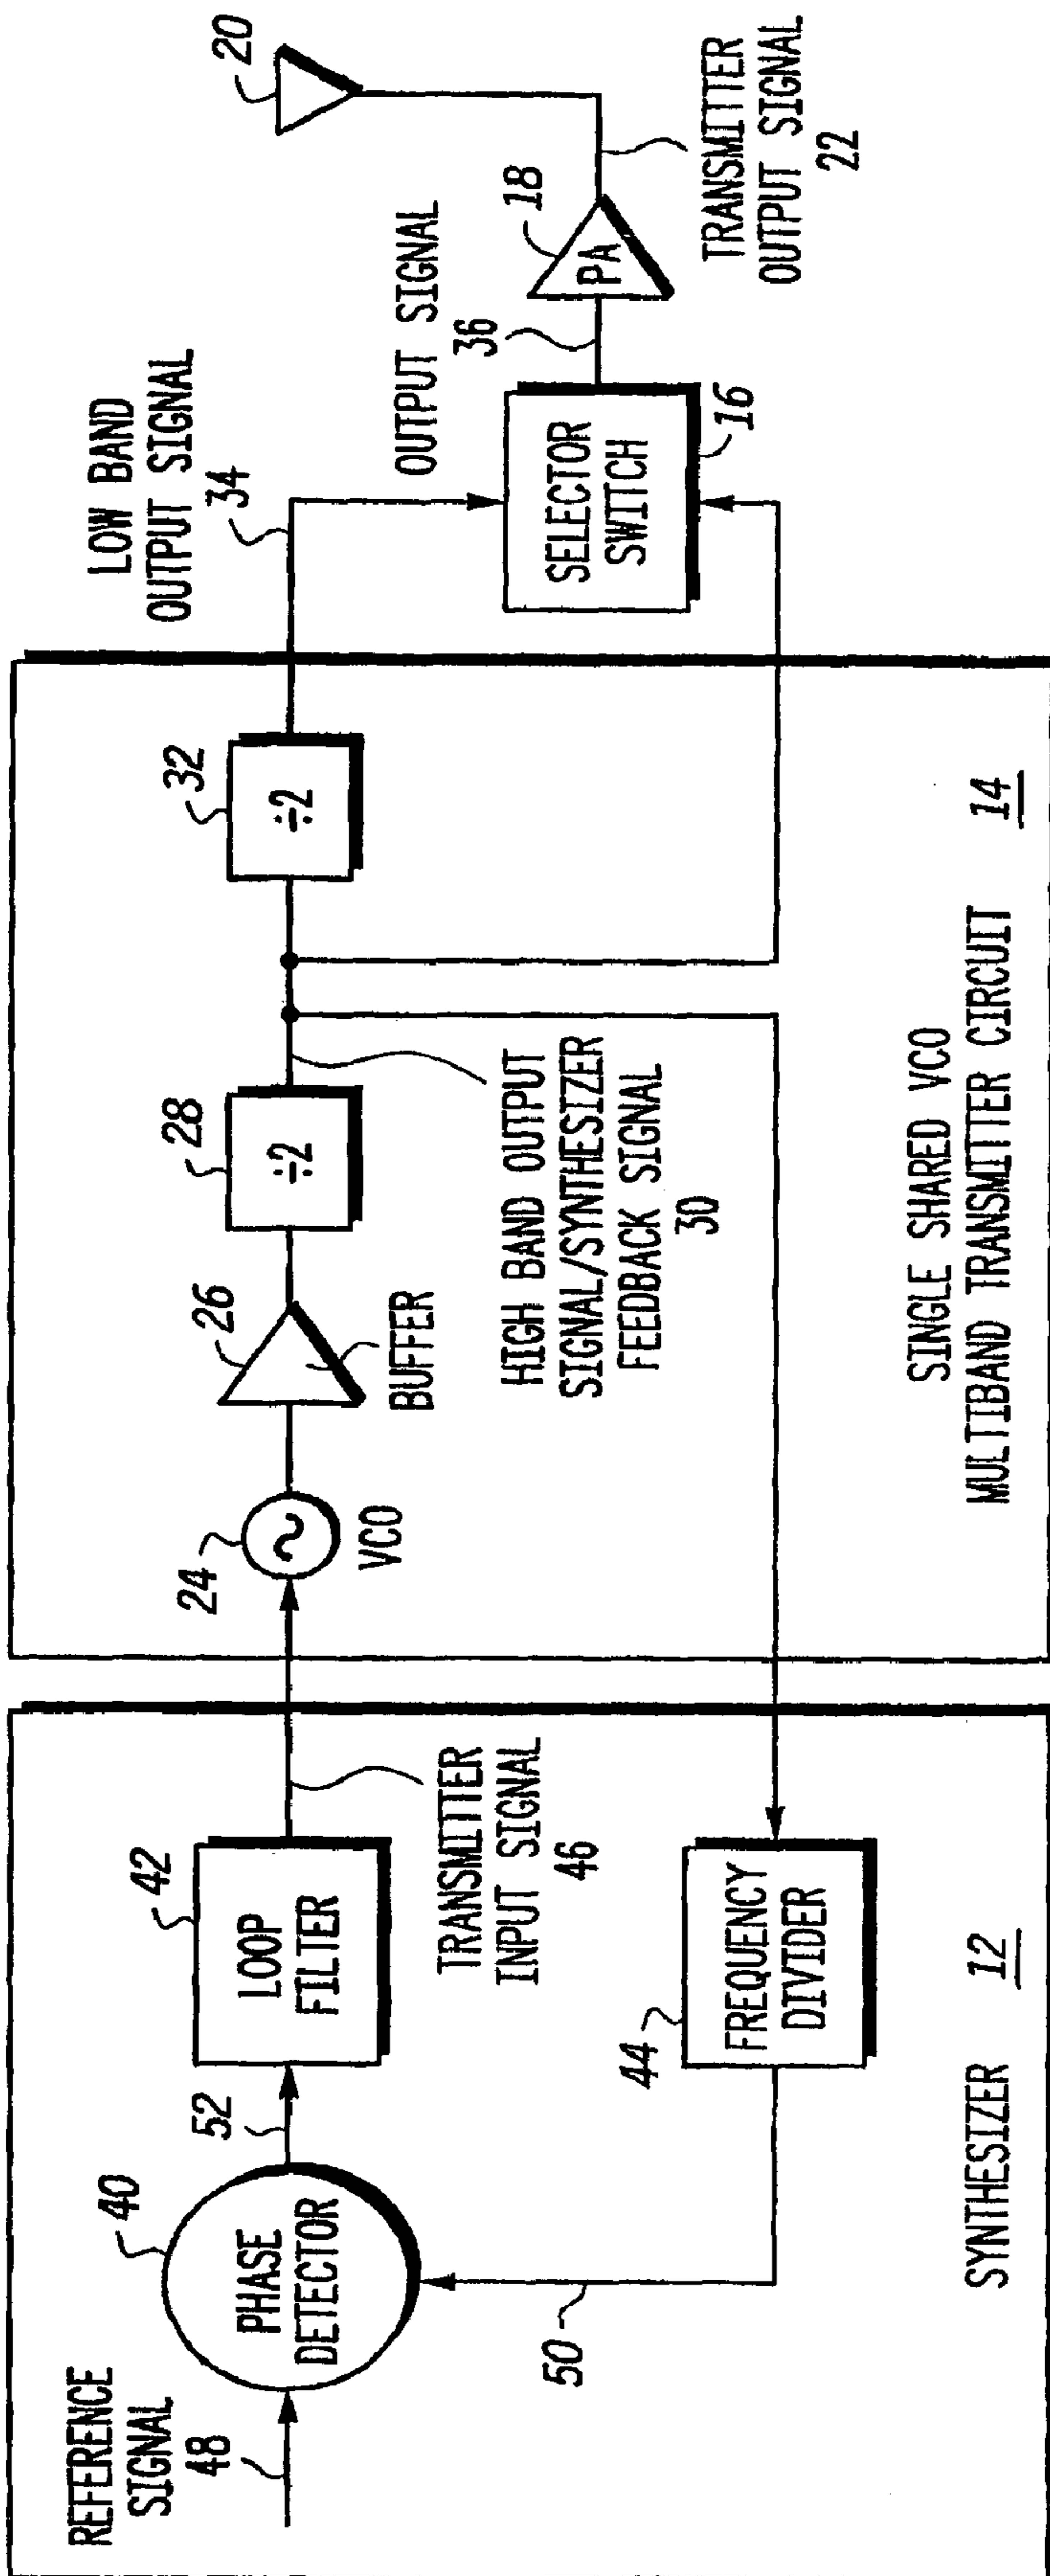 REFERENCE
SIGNAL
48
40
PHASE
DETECTOR
52
42
LOOP
FILTER
TRANSMITTER
INPUT SIGNAL
46
50
44
FREQUENCY
DIVIDER
SYNTHESIZER 12
24
~
VCO
26
BUFFER
28
÷2
HIGH BAND OUTPUT
SIGNAL/SYNTHESIZER
FEEDBACK SIGNAL
30
32
÷2
SINGLE SHARED VCO
MULTIBAND TRANSMITTER CIRCUIT 14
LOW BAND
OUTPUT SIGNAL
34
SELECTOR
SWITCH
16
OUTPUT SIGNAL
36
PA
18
20
TRANSMITTER
OUTPUT SIGNAL
22